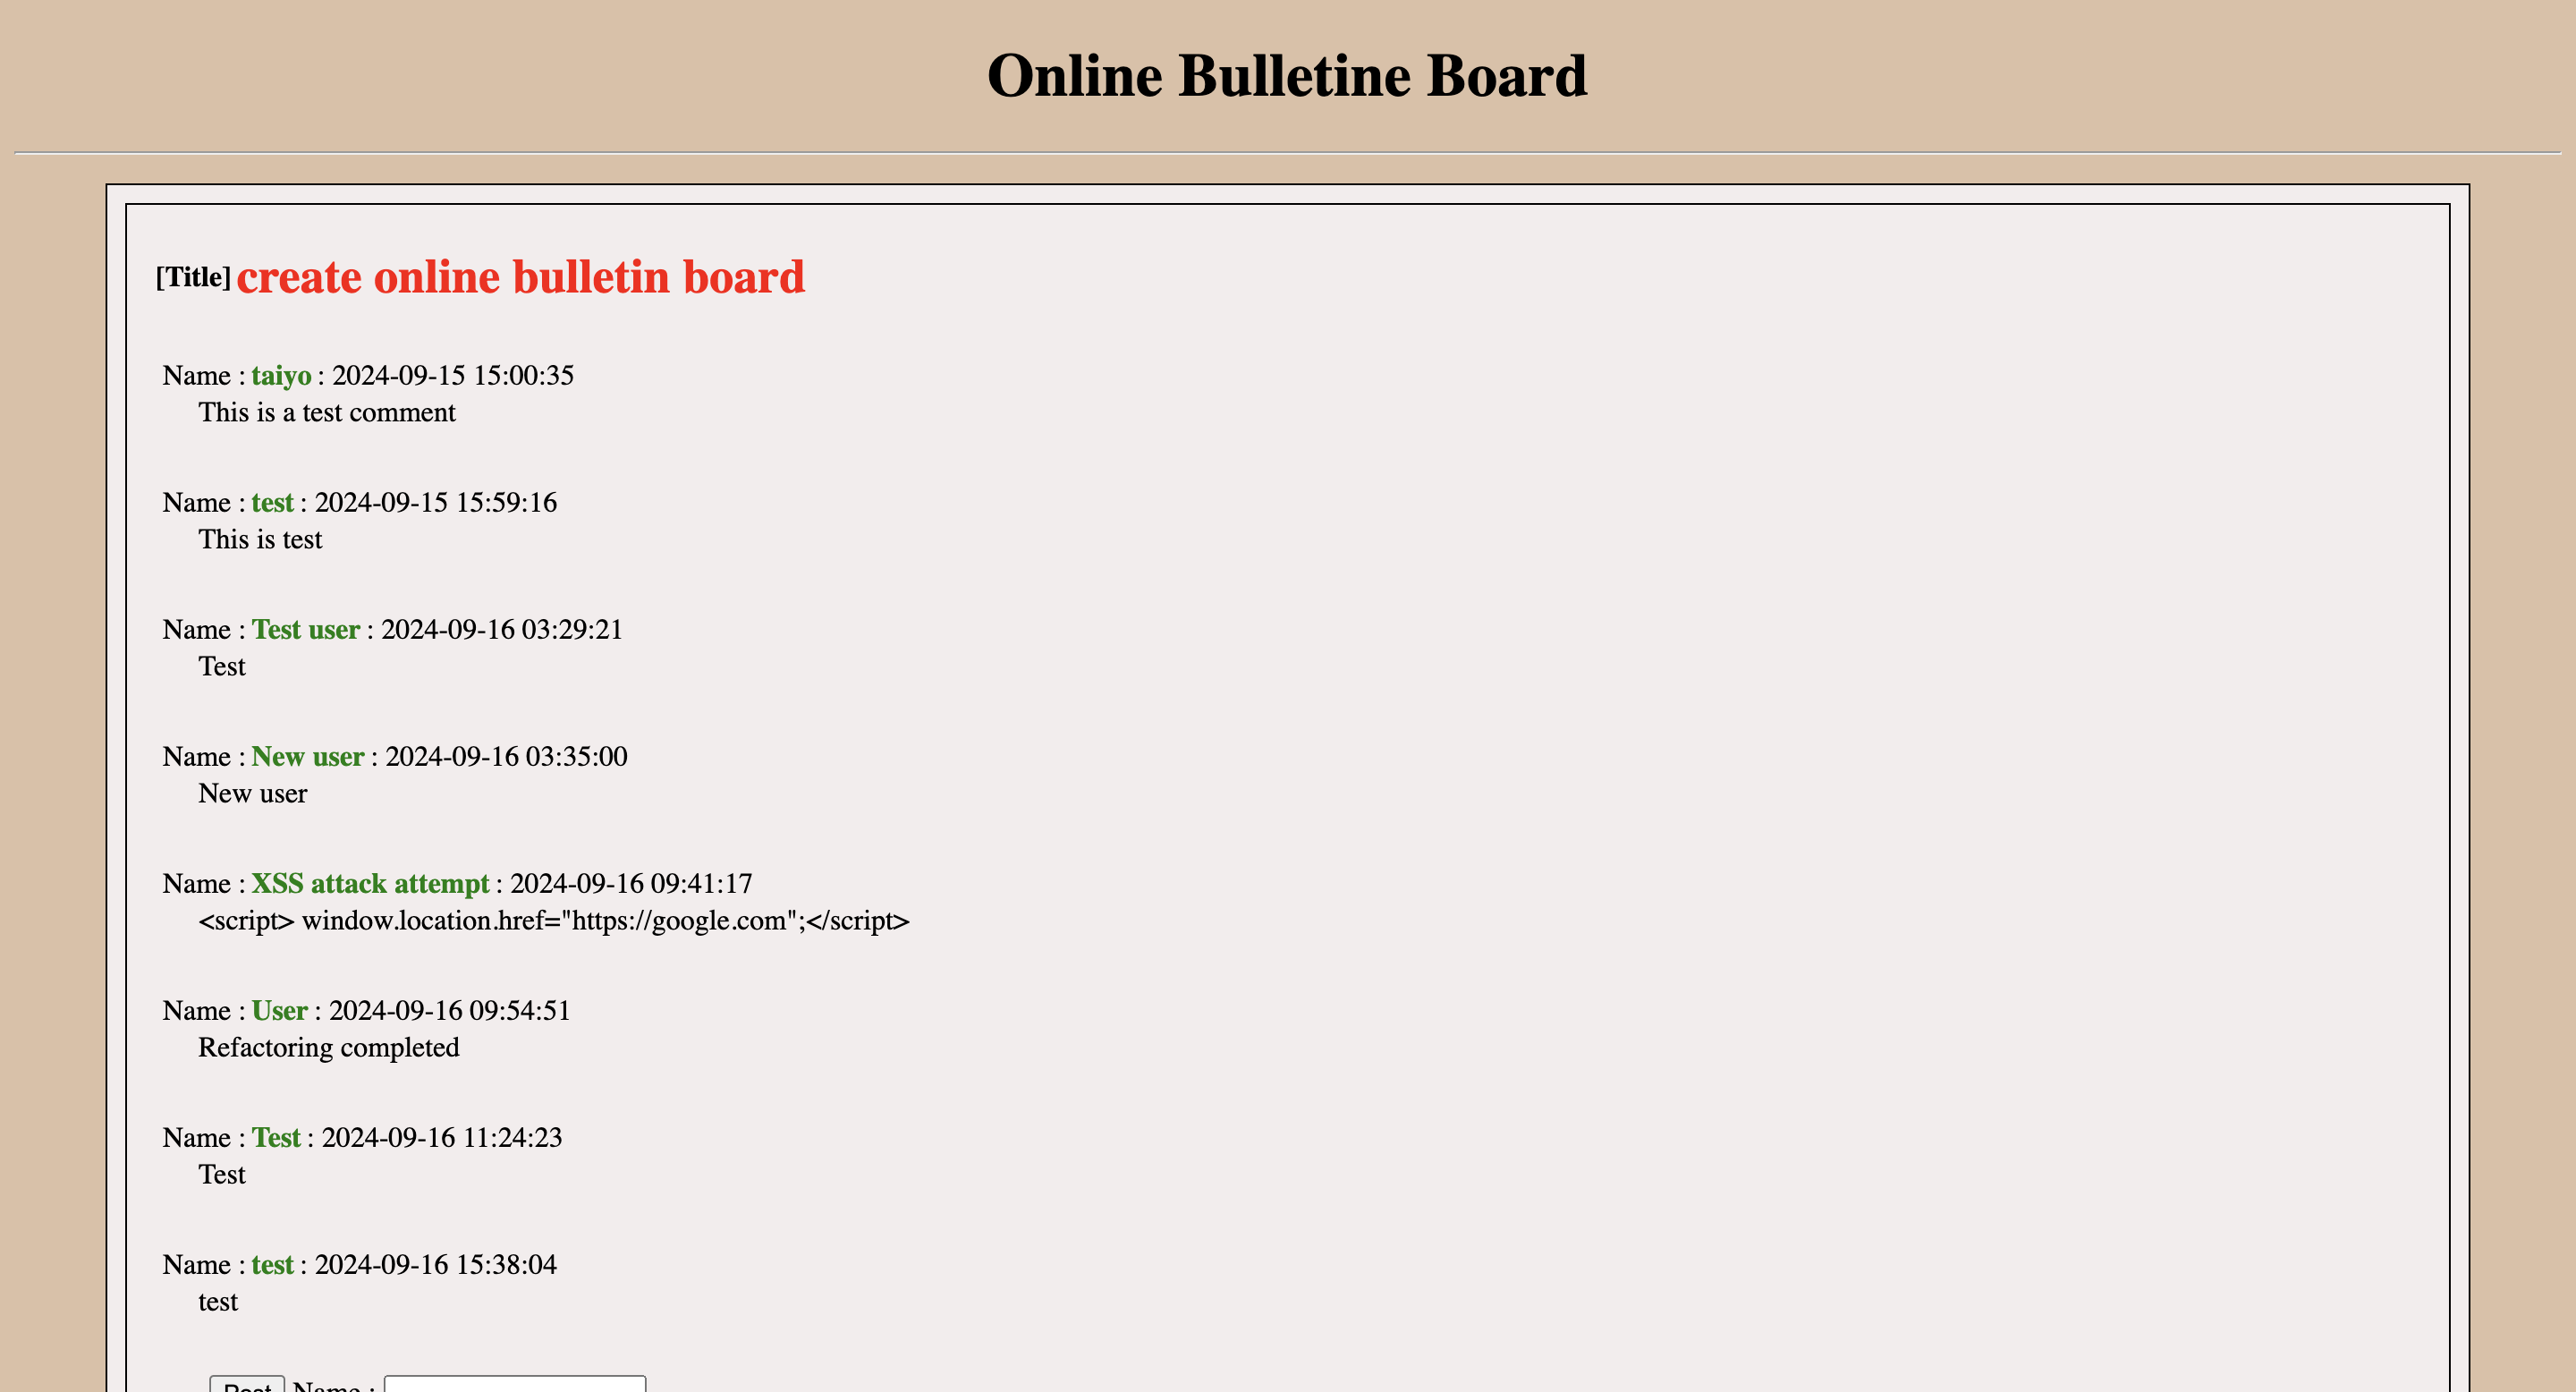 Online Bulletine Board
[Title] create online bulletin board
Name : taiyo : 2024-09-15 15:00:35
This is a test comment
Name : test : 2024-09-15 15:59:16
This is test
Name : Test user : 2024-09-16 03:29:21
Test
Name : New user : 2024-09-16 03:35:00
New user
Name : XSS attack attempt : 2024-09-16 09:41:17
<script> window.location.href="https://google.com";</script>
Name : User : 2024-09-16 09:54:51
Refactoring completed
Name : Test : 2024-09-16 11:24:23
Test
Name : test : 2024-09-16 15:38:04
test
Post Name :